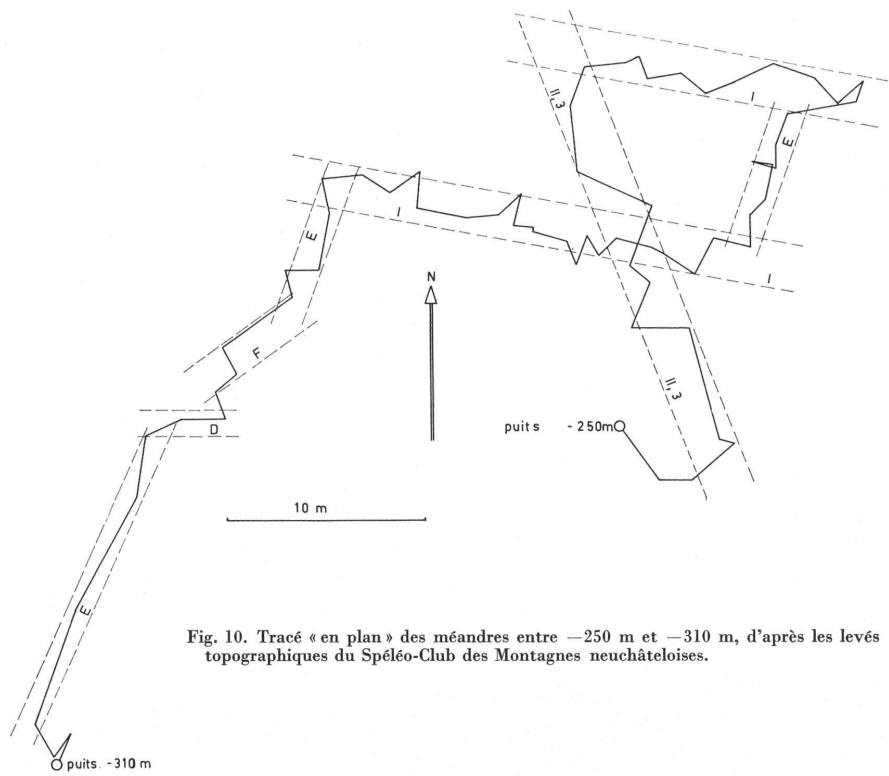 I
II,3
E
I
E
I
N
F
II,3
puits -250m
D
10 m
E
Fig. 10. Tracé « en plan » des méandres entre —250 m et —310 m, d'après les levés
topographiques du Spéléo-Club des Montagnes neuchâteloises.
puits. -310 m